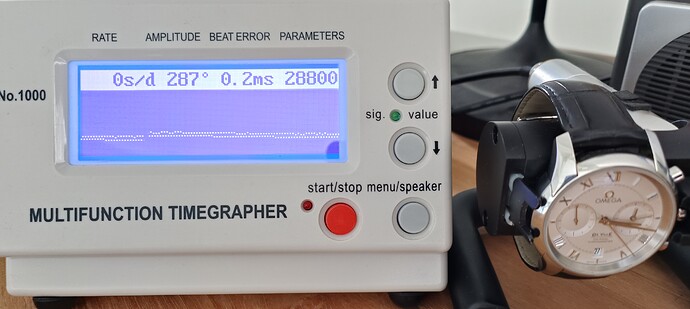 RATE AMPLITUDE BEAT ERROR PARAMETERS
0s/d 287° 0.2ms 28800
No.1000
sig. value
start/stop menu/speaker
MULTIFUNCTION TIMEGRAPHER
XII
OMEGA